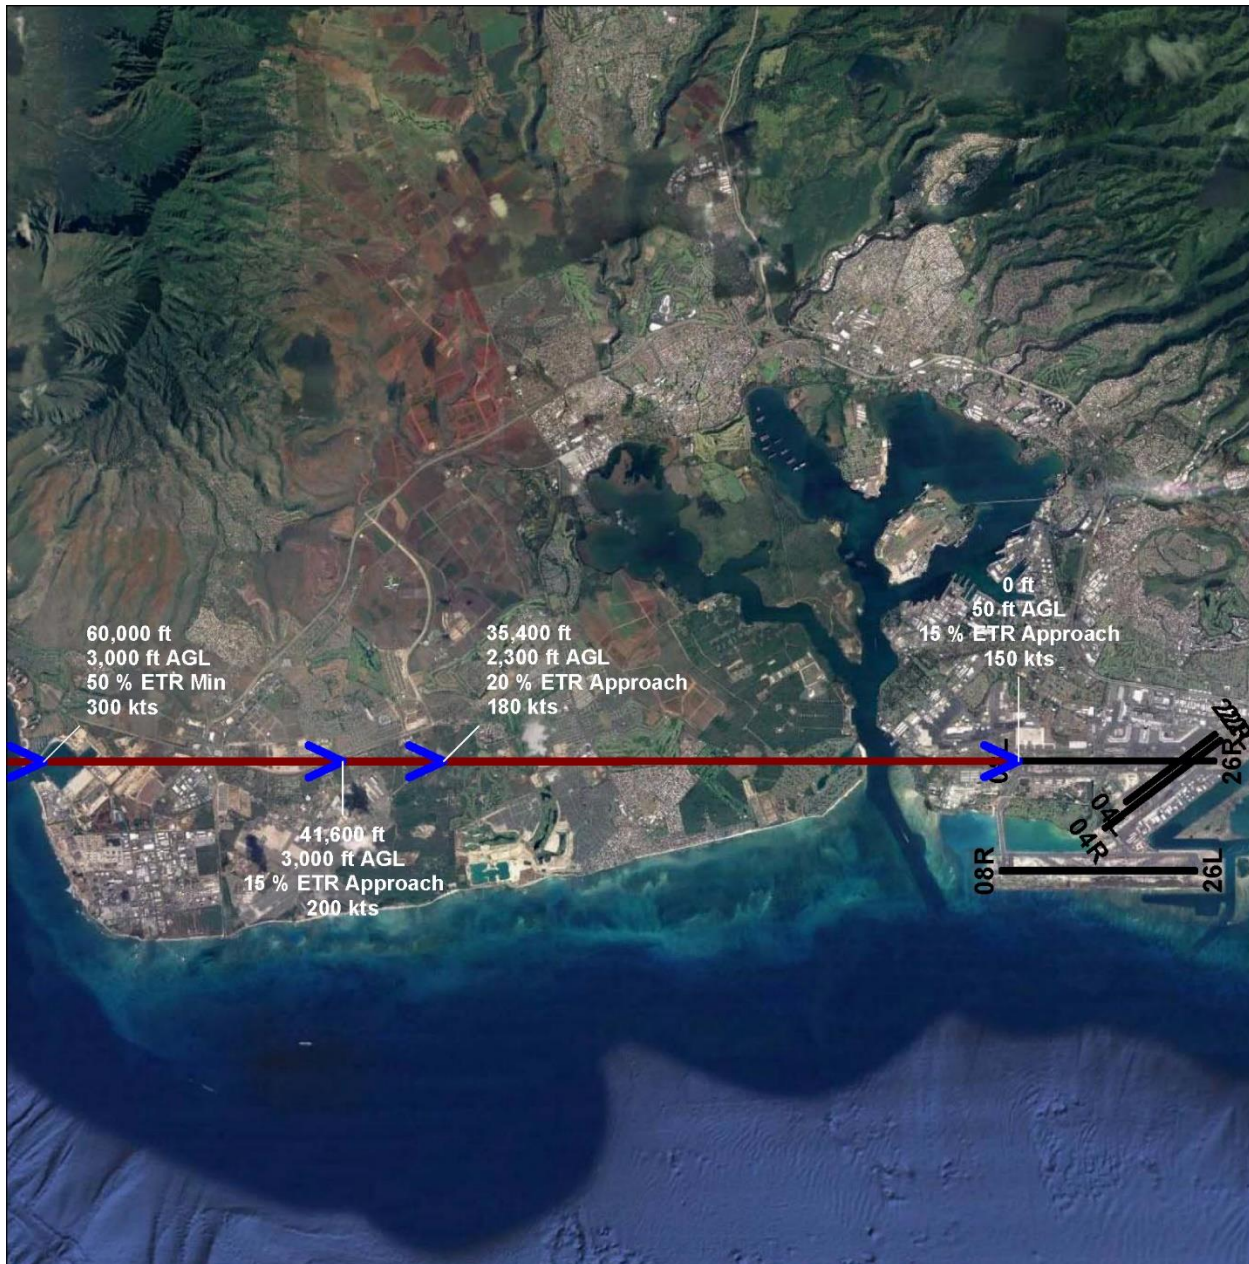 0 ft
50 ft AGL
15 % ETR Approach
150 kts
60,000 ft
3,000 ft AGL
50 % ETR Min
300 kts
35,400 ft
2,300 ft AGL
20 % ETR Approach
180 kts
41,600 ft
3,000 ft AGL
15 % ETR Approach
200 kts
26R
04L
04R
08R
26L